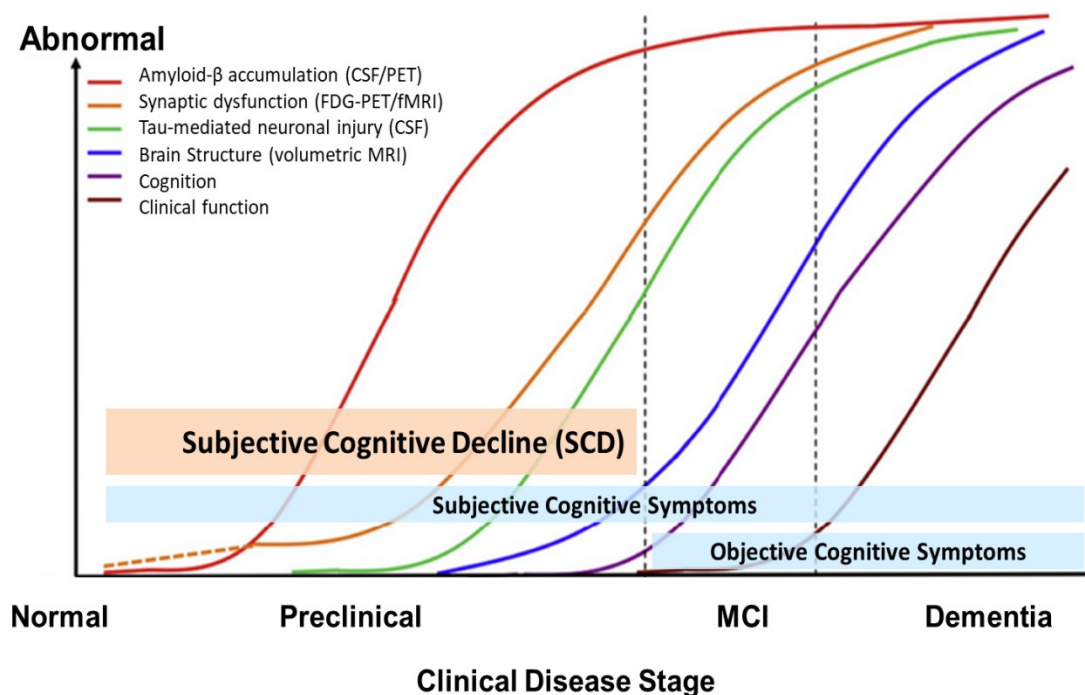 Abnormal
Amyloid-β accumulation (CSF/PET)
Synaptic dysfunction (FDG-PET/fMRI)
Tau-mediated neuronal injury (CSF)
Brain Structure (volumetric MRI)
Cognition
Clinical function
Subjective Cognitive Decline (SCD)
Subjective Cognitive Symptoms
Objective Cognitive Symptoms
Normal Preclinical MCI Dementia
Clinical Disease Stage